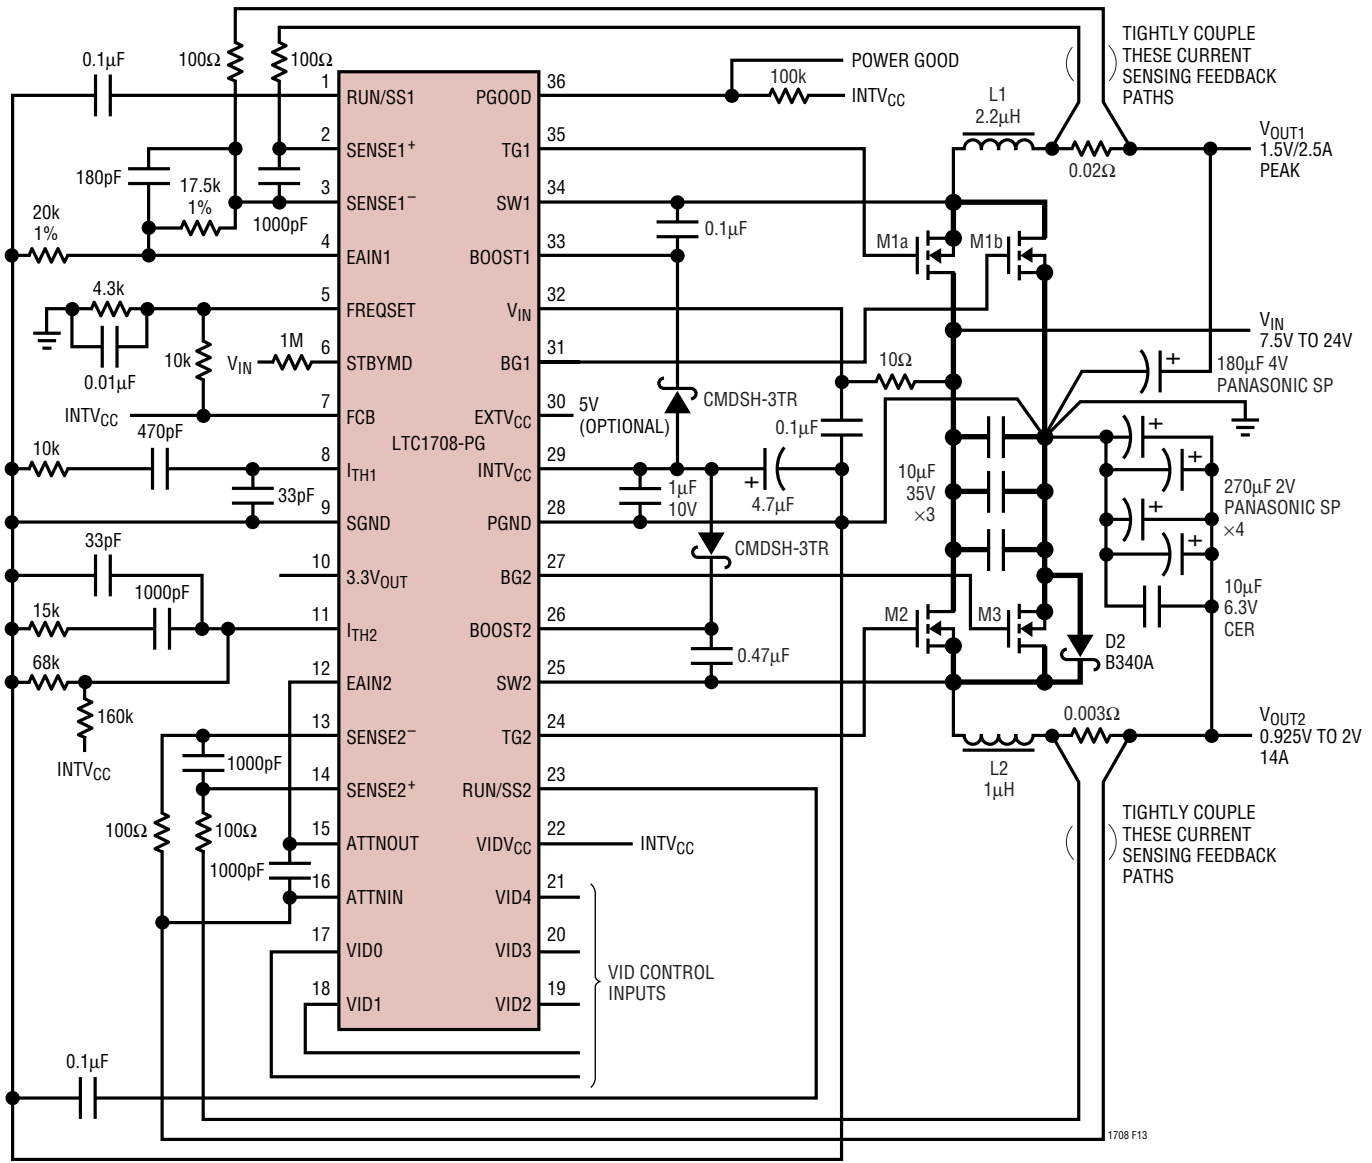 0.1µF
100Ω
100Ω
TIGHTLY COUPLE
THESE CURRENT
SENSING FEEDBACK
PATHS
POWER GOOD
100k
INTVCC
L1
2.2µH
0.02Ω
VOUT1
1.5V/2.5A
PEAK
1
RUN/SS1
PGOOD
36
2
SENSE1+
TG1
35
3
SENSE1–
SW1
34
4
EAIN1
BOOST1
33
5
FREQSET
VIN
32
6
STBYMD
BG1
31
7
FCB
EXTVCC
30
LTC1708-PG
8
ITH1
INTVCC
29
9
SGND
PGND
28
10
3.3VOUT
BG2
27
11
ITH2
BOOST2
26
12
EAIN2
SW2
25
13
SENSE2–
TG2
24
14
SENSE2+
RUN/SS2
23
15
ATTNOUT
VIDVCC
22
16
ATTNIN
VID4
21
17
VID0
VID3
20
18
VID1
VID2
19
180pF
17.5k
1%
1000pF
20k
1%
4.3k
0.01µF
10k
VIN
1M
INTVCC
470pF
10k
33pF
33pF
1000pF
15k
68k
160k
INTVCC
1000pF
100Ω
100Ω
1000pF
0.1µF
0.1µF
M1a
M1b
VIN
7.5V TO 24V
10Ω
180µF 4V
PANASONIC SP
+
CMDSH-3TR
5V
(OPTIONAL)
0.1µF
1µF
10V
+
4.7µF
10µF
35V
×3
+
+
+
+
270µF 2V
PANASONIC SP
×4
CMDSH-3TR
10µF
6.3V
CER
M2
M3
D2
B340A
0.47µF
0.003Ω
VOUT2
0.925V TO 2V
14A
L2
1µH
INTVCC
TIGHTLY COUPLE
THESE CURRENT
SENSING FEEDBACK
PATHS
VID CONTROL
INPUTS
1708 F13